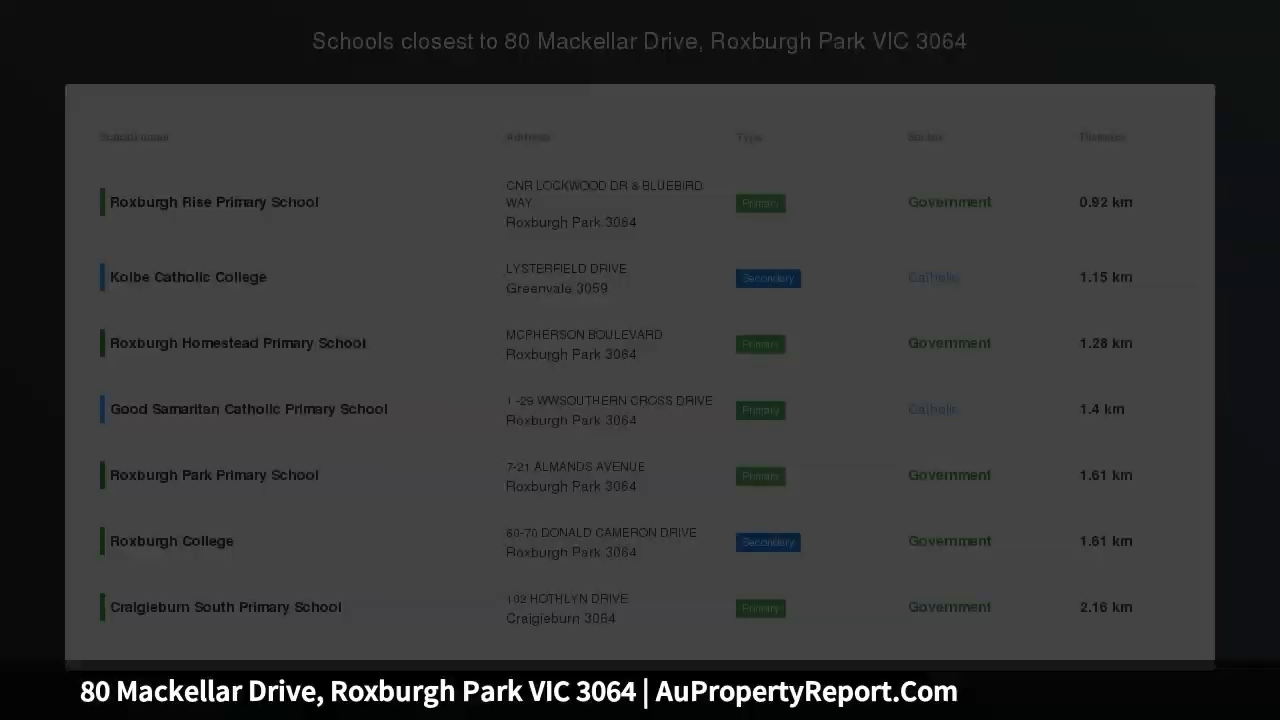 Schools closest to 80 Mackellar Drive, Roxburgh Park VIC 3064
School name Address Type Sector Distance
Roxburgh Rise Primary School CNR LOCKWOOD DR & BLUEBIRD WAY Roxburgh Park 3064 Primary Government 0.92 km
Kolbe Catholic College LYSTERFIELD DRIVE Greenvale 3059 Secondary Catholic 1.15 km
Roxburgh Homestead Primary School MCPHERSON BOULEVARD Roxburgh Park 3064 Primary Government 1.28 km
Good Samaritan Catholic Primary School 1 -29 WWSOUTHERN CROSS DRIVE Roxburgh Park 3064 Primary Catholic 1.4 km
Roxburgh Park Primary School 7-21 ALMANDS AVENUE Roxburgh Park 3064 Primary Government 1.61 km
Roxburgh College 60-70 DONALD CAMERON DRIVE Roxburgh Park 3064 Secondary Government 1.61 km
Craigieburn South Primary School 102 HOTHLYN DRIVE Craigieburn 3064 Primary Government 2.16 km
80 Mackellar Drive, Roxburgh Park VIC 3064 | AuPropertyReport.Com